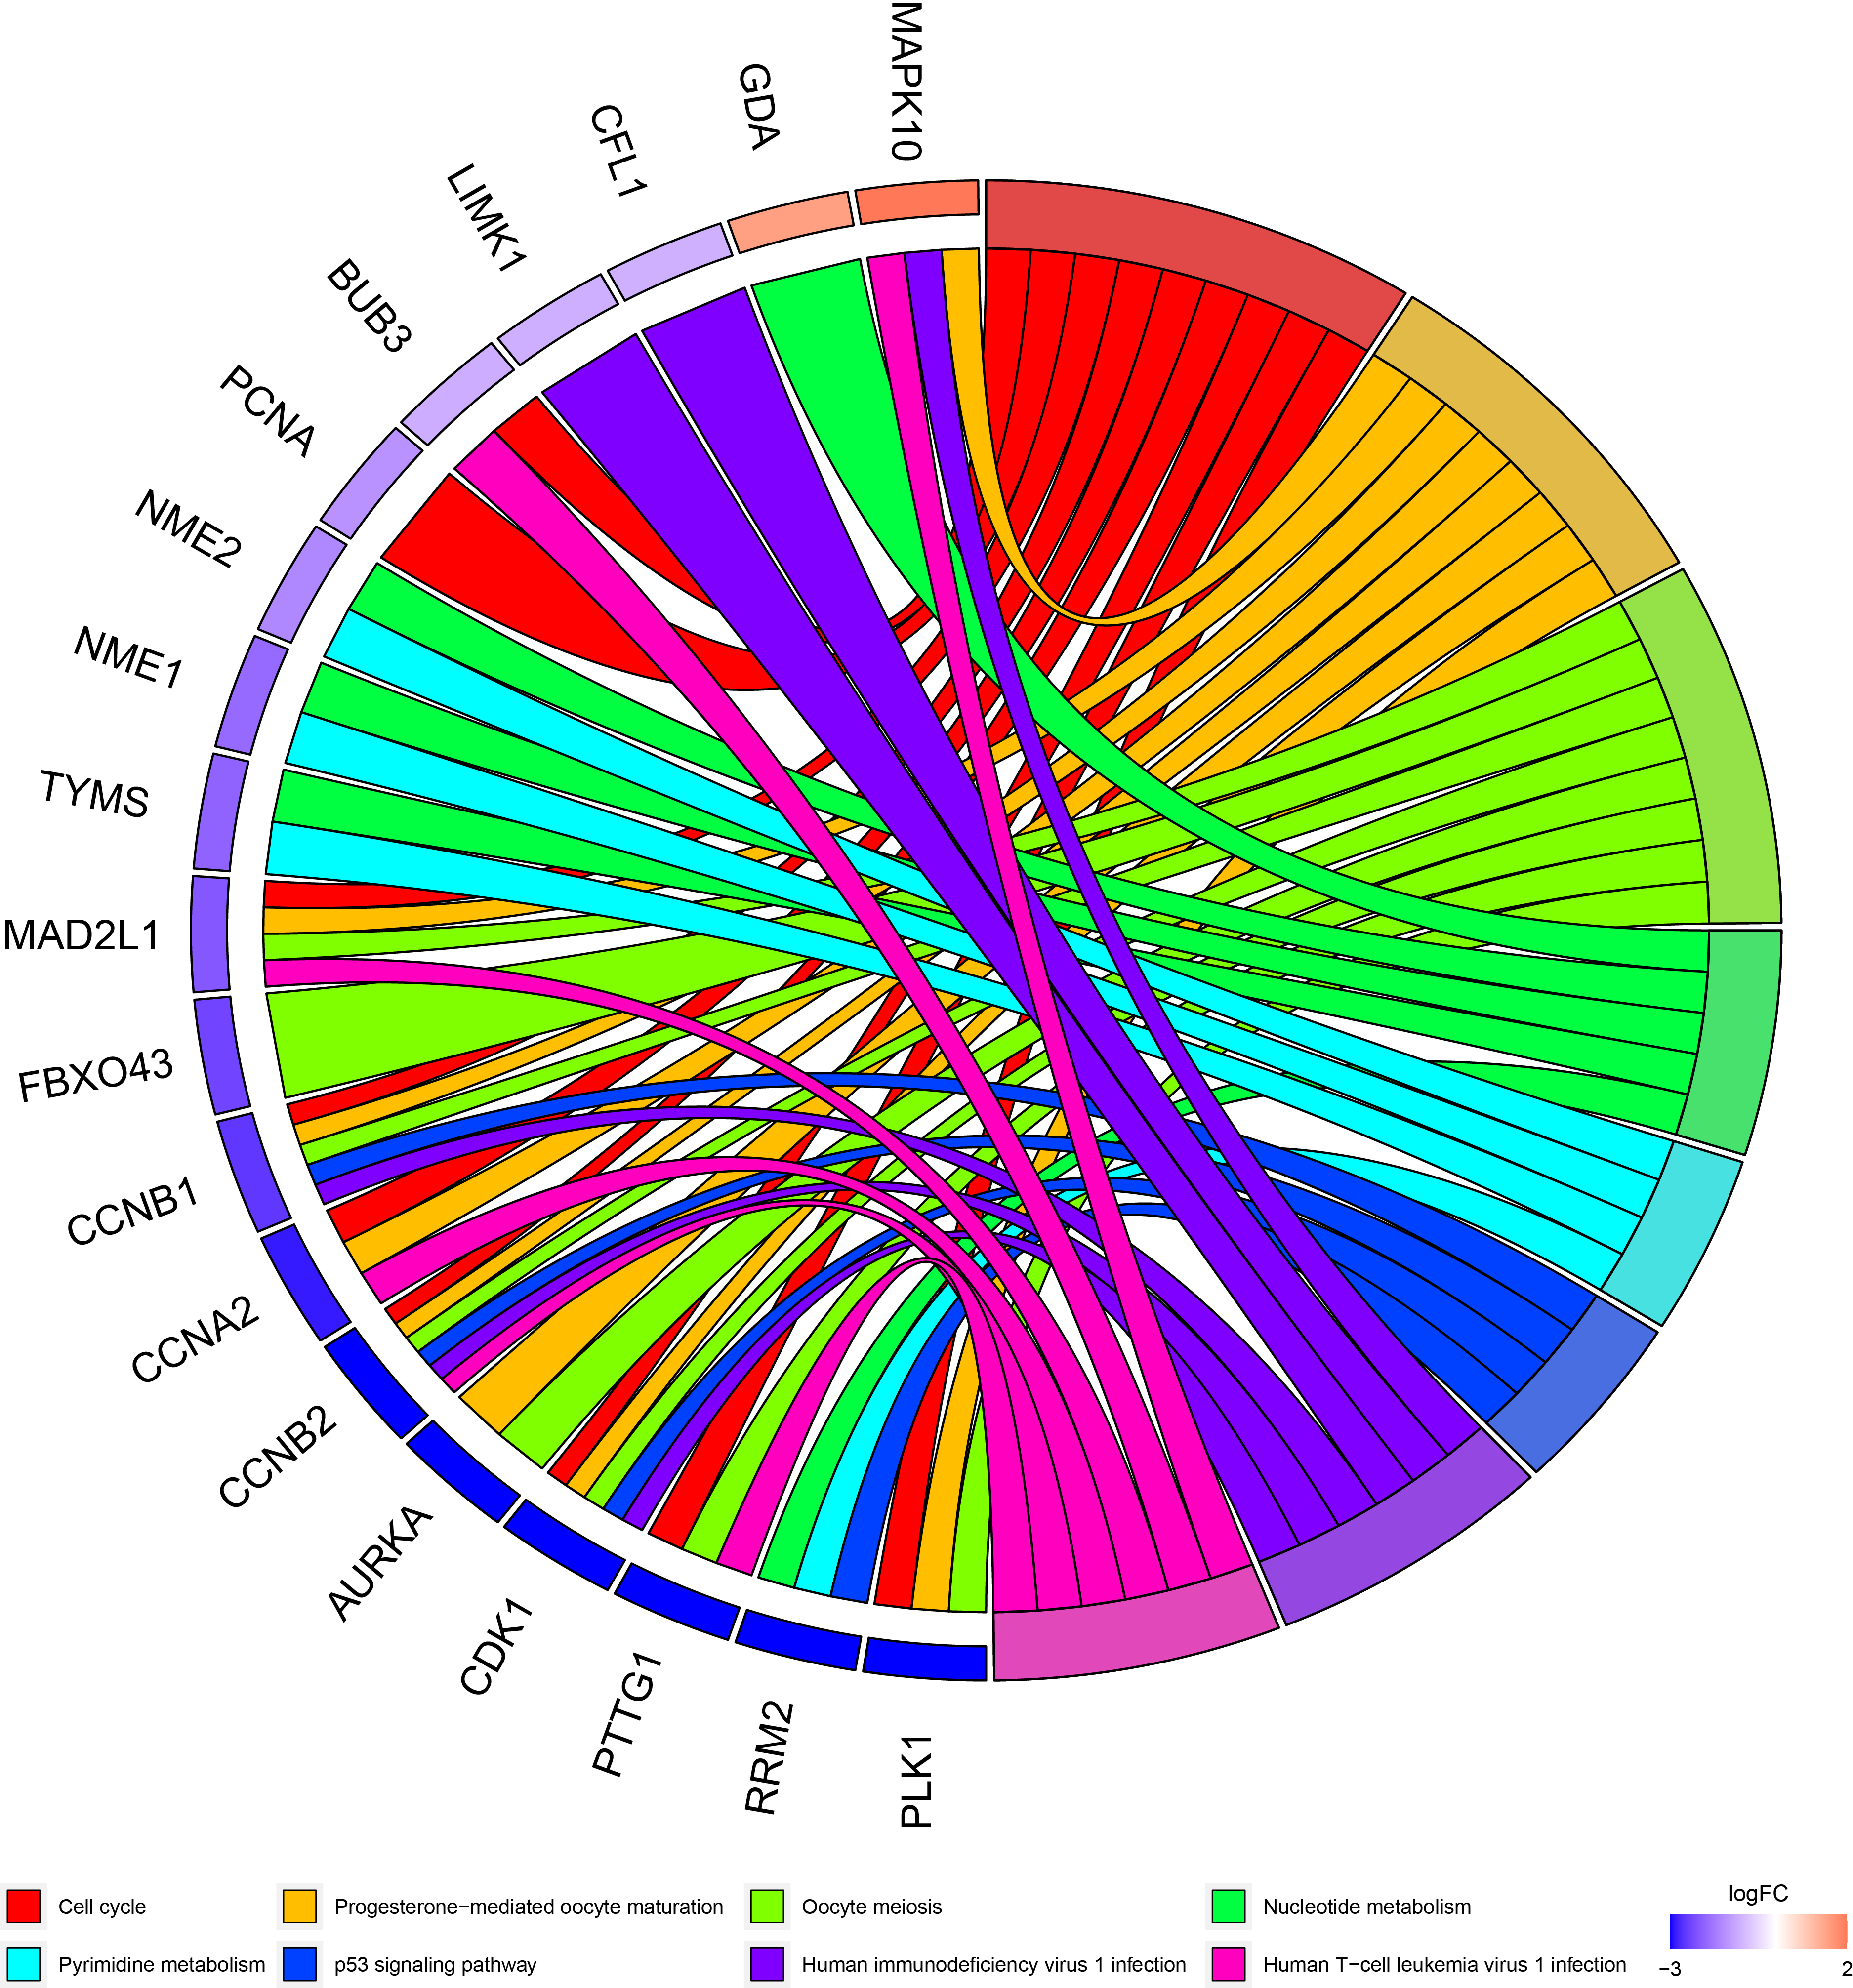 MAPK10
GDA
CFL1
LIMK1
BUB3
PCNA
NME2
NME1
TYMS
MAD2L1
FBXO43
CCNB1
CCNA2
CCNB2
AURKA
CDK1
PTTG1
RRM2
PLK1
Cell cycle
Progesterone−mediated oocyte maturation
Oocyte meiosis
Nucleotide metabolism
Pyrimidine metabolism
p53 signaling pathway
Human immunodeficiency virus 1 infection
Human T−cell leukemia virus 1 infection
logFC
−3
2